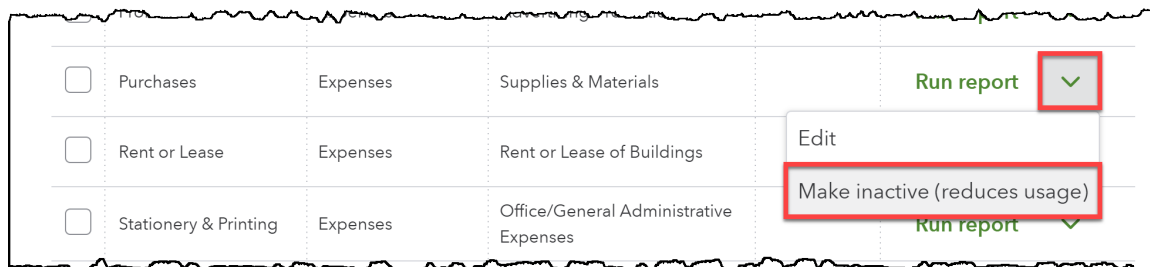 Purchases Expenses Supplies & Materials Run report
Edit
Rent or Lease Expenses Rent or Lease of Buildings
Make inactive (reduces usage)
Stationery & Printing Expenses Office/General Administrative
Expenses
Run report